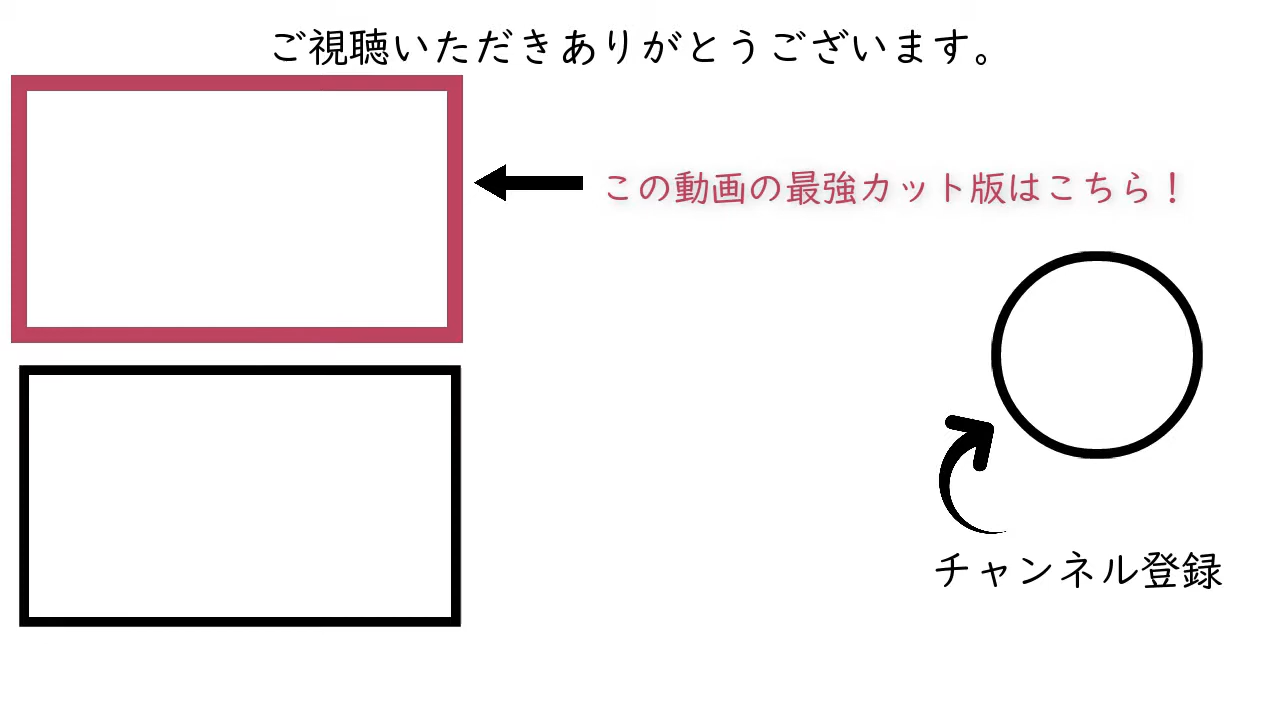 ご視聴いただきありがとうございます。
この動画の最強カット版はこちら！
チャンネル登録